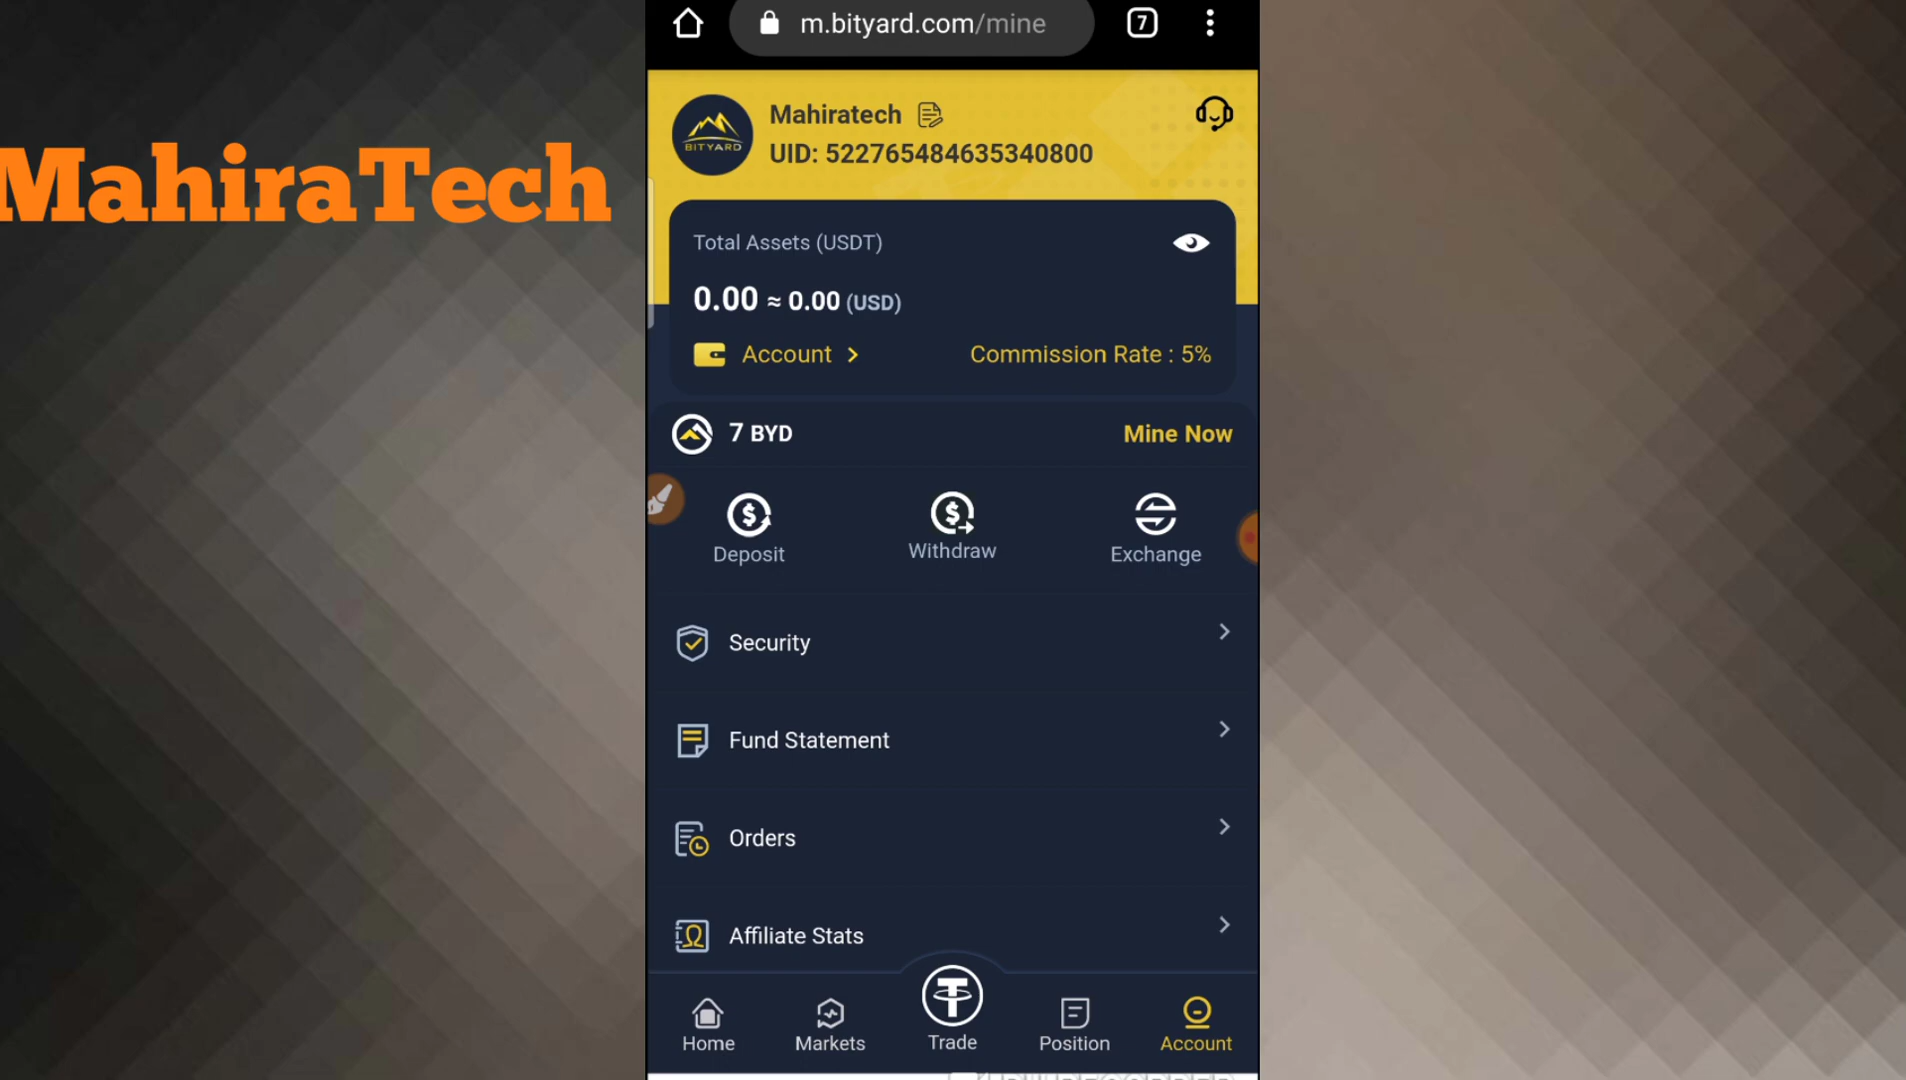 m.bityard.com/mine
7
MahiraTech
Mahiratech
BITYARD
UID: 522765484635340800
Total Assets (USDT)
0.00 ≈ 0.00 (USD)
Account
Commission Rate : 5%
7 BYD
Mine Now
Deposit
Withdraw
Exchange
Security
Fund Statement
Orders
Affiliate Stats
Home
Markets
Trade
Position
Account